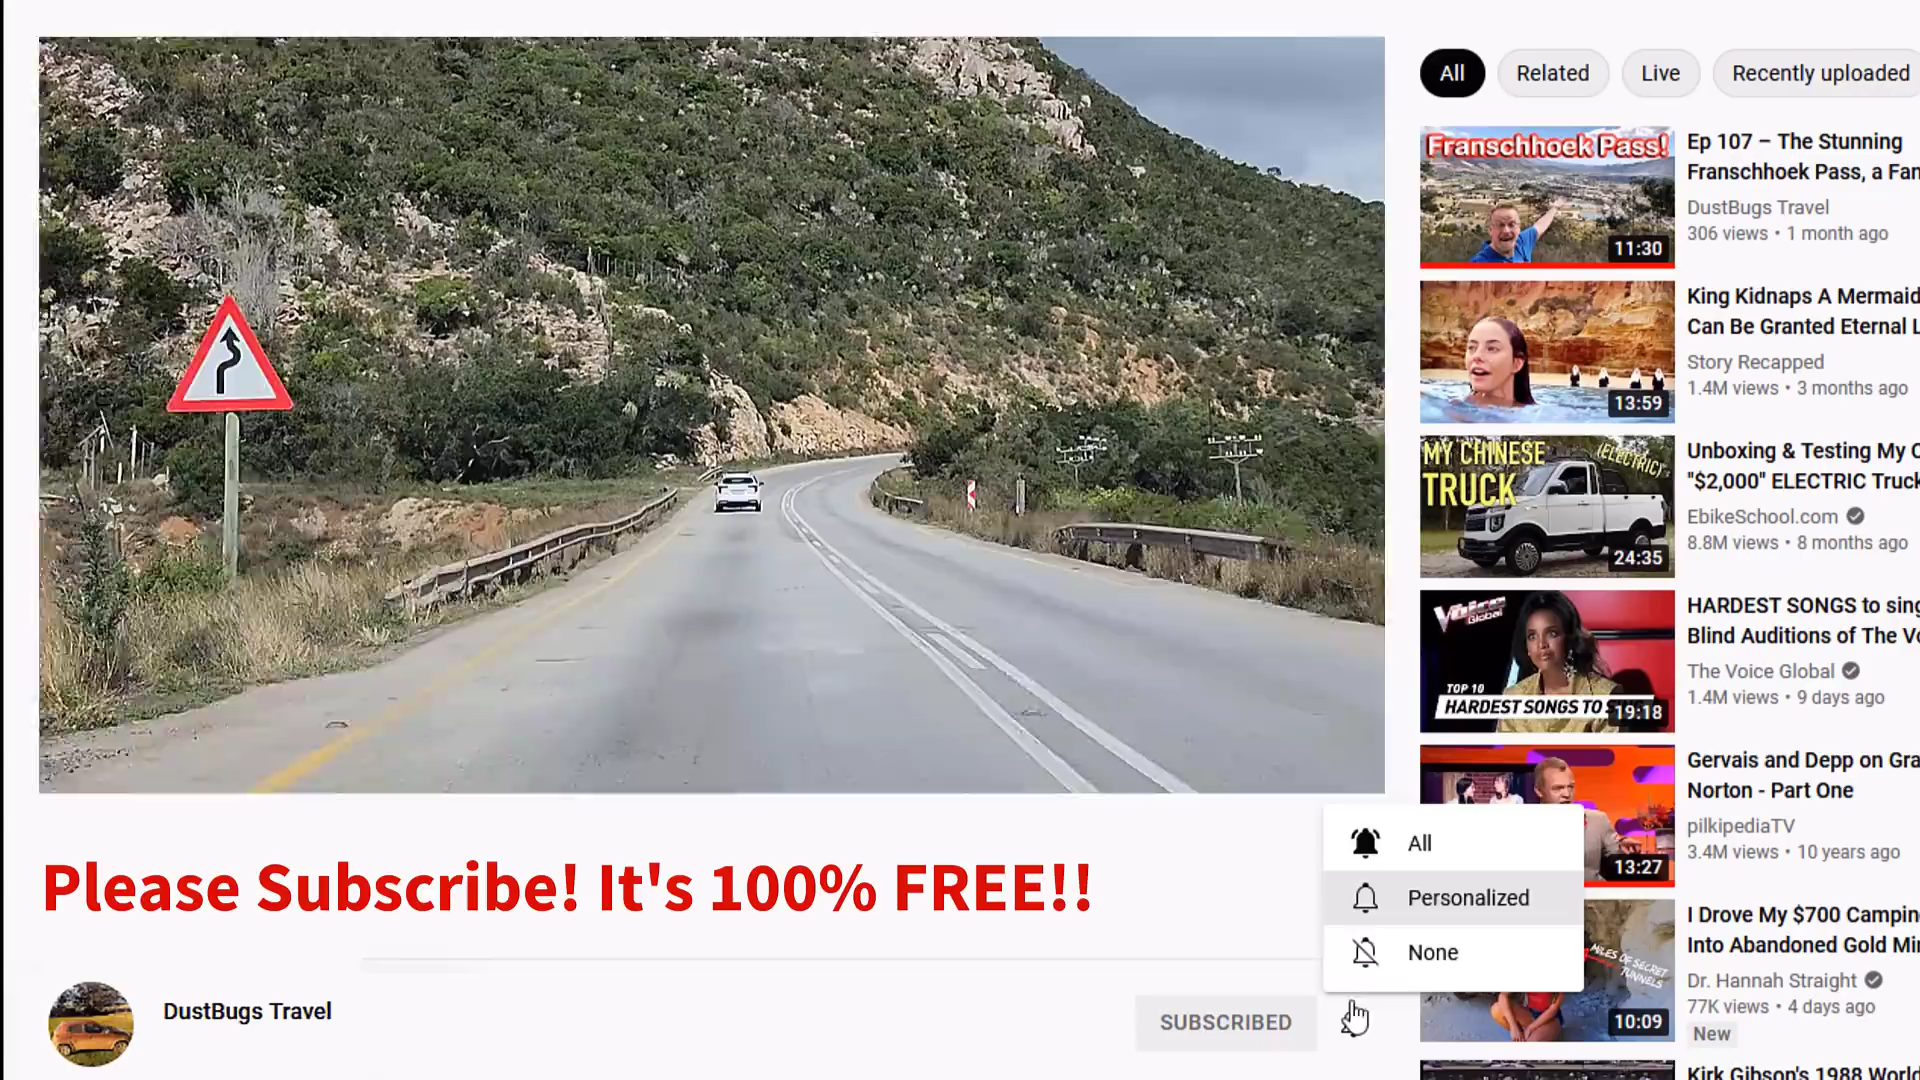 All
Related
Live
Recently uploaded
Franschhoek Pass!
11:30
Ep 107 – The Stunning
Franschhoek Pass, a Fan
DustBugs Travel
306 views • 1 month ago
13:59
King Kidnaps A Mermaid
Can Be Granted Eternal L
Story Recapped
1.4M views • 3 months ago
MY CHINESE
(ELECTRIC)
TRUCK
24:35
Unboxing & Testing My C
"$2,000" ELECTRIC Truck
EbikeSchool.com
8.8M views • 8 months ago
Voice
Global
TOP 10
HARDEST SONGS TO S
19:18
HARDEST SONGS to sing
Blind Auditions of The Vo
The Voice Global
1.4M views • 9 days ago
13:27
Gervais and Depp on Gra
Norton - Part One
pilkipediaTV
3.4M views • 10 years ago
MILES OF SECRET
TUNNELS
10:09
I Drove My $700 Camping
Into Abandoned Gold Min
Dr. Hannah Straight
77K views • 4 days ago
New
Kirk Gibson's 1988 World
All
Personalized
None
Please Subscribe! It's 100% FREE!!
DustBugs Travel
SUBSCRIBED